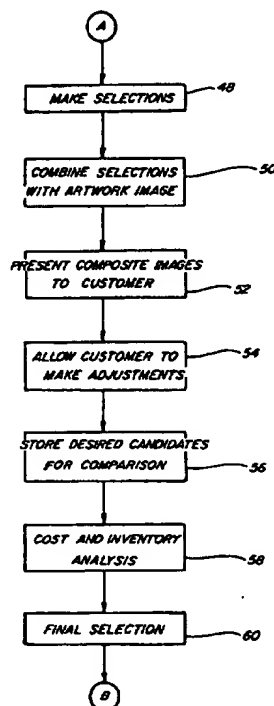 A
MAKE SELECTIONS
48
COMBINE SELECTIONS
WITH ARTWORK IMAGE
50
PRESENT COMPOSITE IMAGES
TO CUSTOMER
52
ALLOW CUSTOMER TO
MAKE ADJUSTMENTS
54
STORE DESIRED CANDIDATES
FOR COMPARISON
56
COST AND INVENTORY
ANALYSIS
58
FINAL SELECTION
60
B